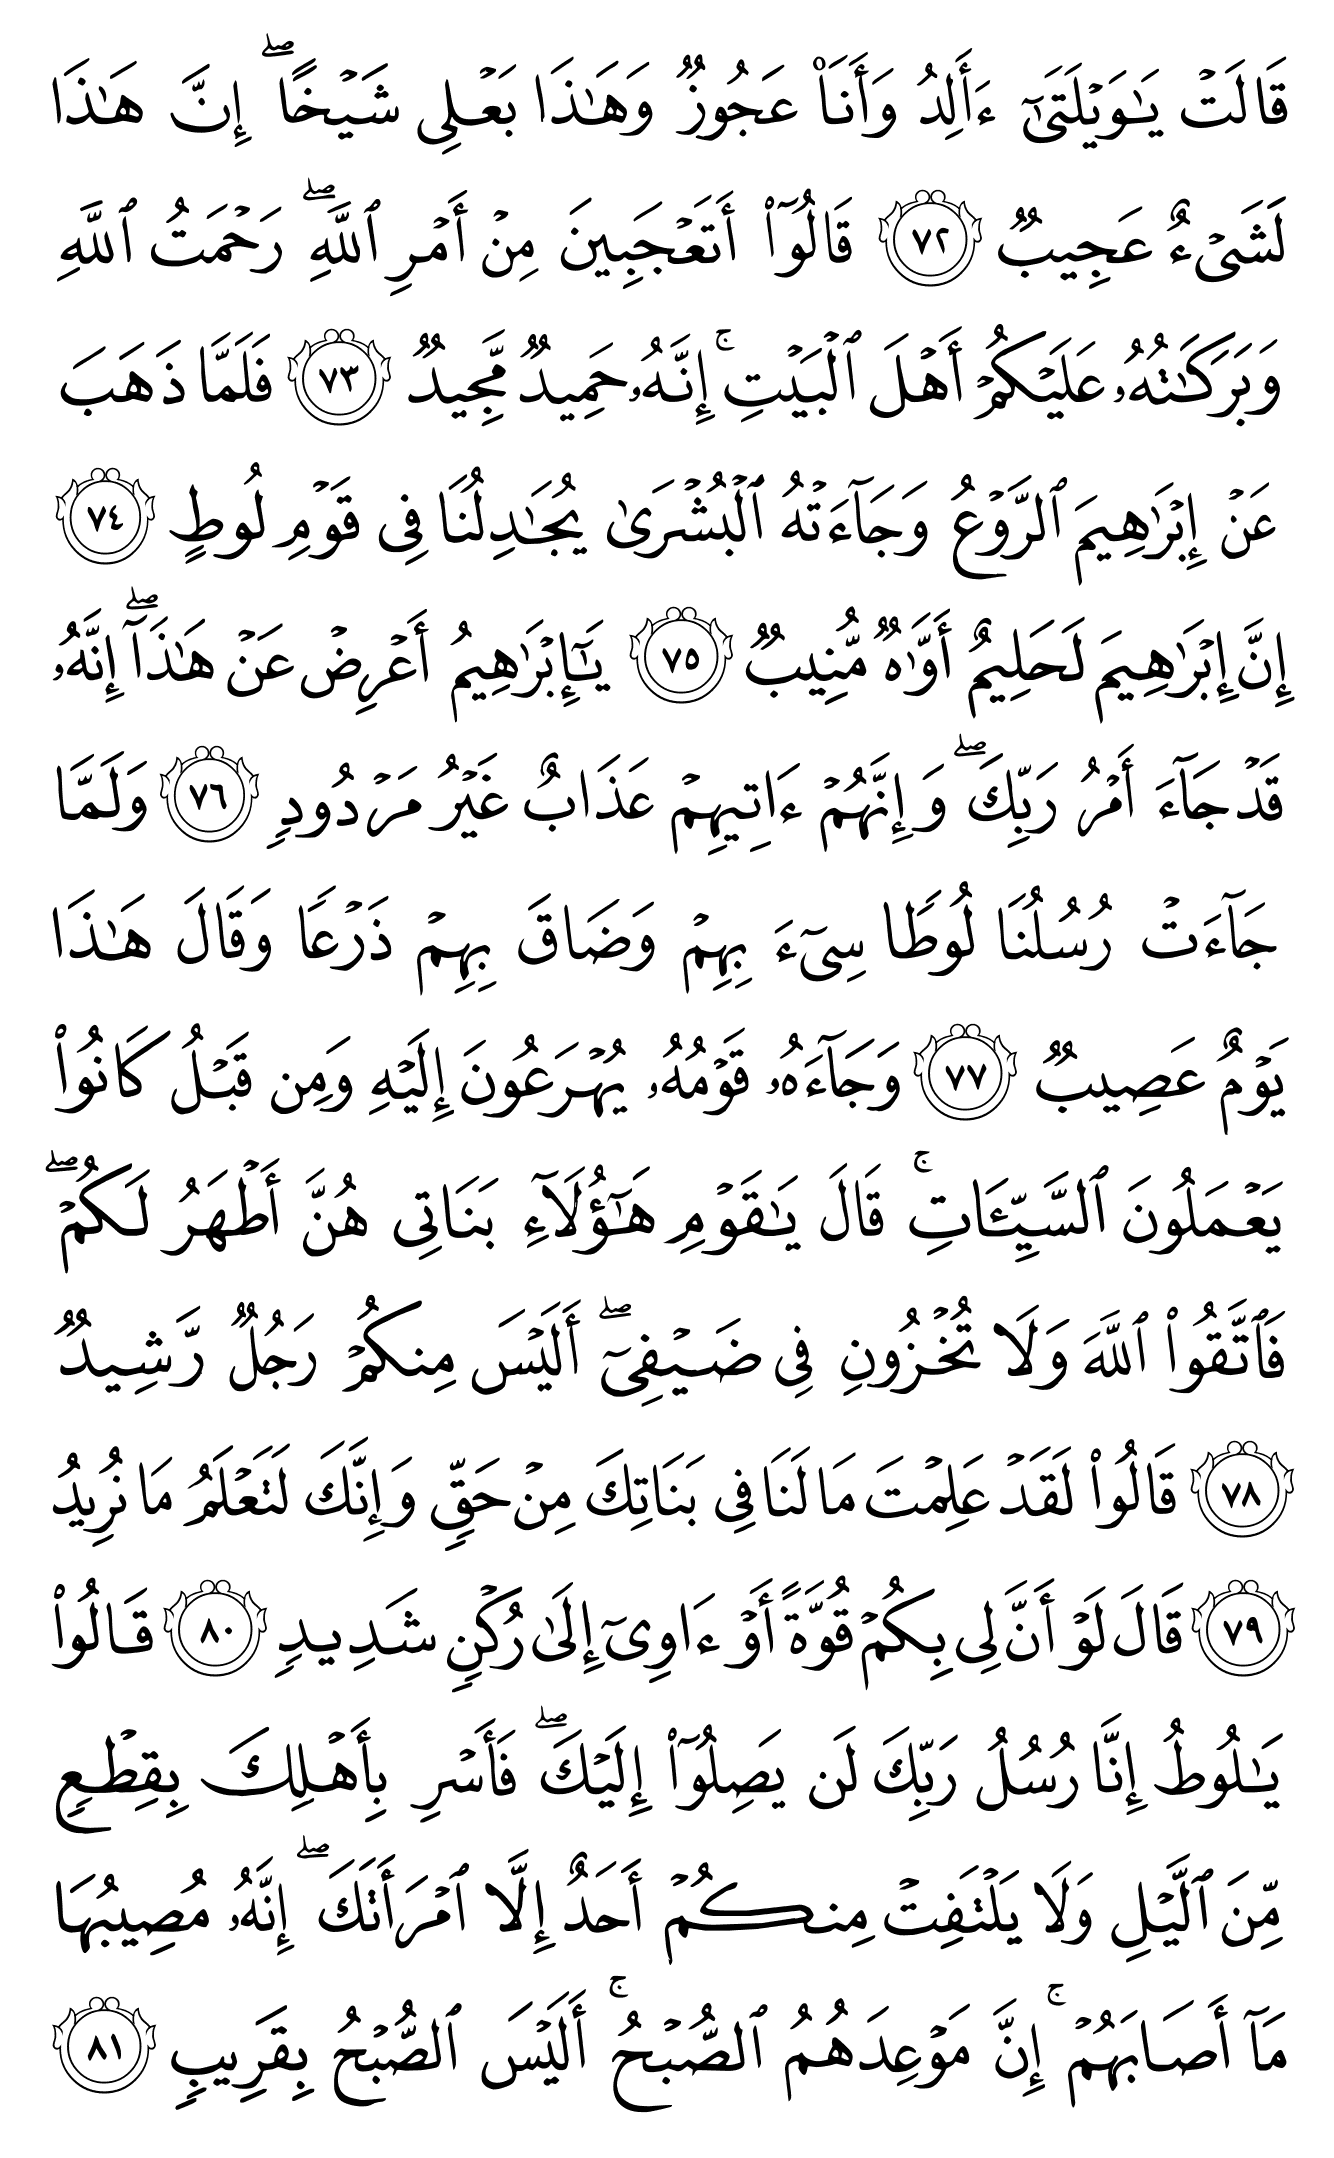 قَالَتۡ يَٰوَيۡلَتَىٰٓ ءَأَلِدُ وَأَنَا۠ عَجُوزٞ وَهَٰذَا بَعۡلِي شَيۡخًاۖ إِنَّ هَٰذَا
لَشَيۡءٌ عَجِيبٞ ٧٢ قَالُوٓاْ أَتَعۡجَبِينَ مِنۡ أَمۡرِ ٱللَّهِۖ رَحۡمَتُ ٱللَّهِ
وَبَرَكَٰتُهُۥ عَلَيۡكُمۡ أَهۡلَ ٱلۡبَيۡتِۚ إِنَّهُۥ حَمِيدٞ مَّجِيدٞ ٧٣ فَلَمَّا ذَهَبَ
عَنۡ إِبۡرَٰهِيمَ ٱلرَّوۡعُ وَجَآءَتۡهُ ٱلۡبُشۡرَىٰ يُجَٰدِلُنَا فِي قَوۡمِ لُوطٍ ٧٤
إِنَّ إِبۡرَٰهِيمَ لَحَلِيمٌ أَوَّٰهٞ مُّنِيبٞ ٧٥ يَٰٓإِبۡرَٰهِيمُ أَعۡرِضۡ عَنۡ هَٰذَآۖ إِنَّهُۥ
قَدۡ جَآءَ أَمۡرُ رَبِّكَۖ وَإِنَّهُمۡ ءَاتِيهِمۡ عَذَابٌ غَيۡرُ مَرۡدُودٖ ٧٦ وَلَمَّا
جَآءَتۡ رُسُلُنَا لُوطٗا سِيٓءَ بِهِمۡ وَضَاقَ بِهِمۡ ذَرۡعٗا وَقَالَ هَٰذَا
يَوۡمٌ عَصِيبٞ ٧٧ وَجَآءَهُۥ قَوۡمُهُۥ يُهۡرَعُونَ إِلَيۡهِ وَمِن قَبۡلُ كَانُواْ
يَعۡمَلُونَ ٱلسَّيِّـَٔاتِۚ قَالَ يَٰقَوۡمِ هَٰٓؤُلَآءِ بَنَاتِي هُنَّ أَطۡهَرُ لَكُمۡۖ
فَٱتَّقُواْ ٱللَّهَ وَلَا تُخۡزُونِ فِي ضَيۡفِيٓۖ أَلَيۡسَ مِنكُمۡ رَجُلٞ رَّشِيدٞ
٧٨ قَالُواْ لَقَدۡ عَلِمۡتَ مَا لَنَا فِي بَنَاتِكَ مِنۡ حَقّٖ وَإِنَّكَ لَتَعۡلَمُ مَا نُرِيدُ
٧٩ قَالَ لَوۡ أَنَّ لِي بِكُمۡ قُوَّةً أَوۡ ءَاوِيٓ إِلَىٰ رُكۡنٖ شَدِيدٖ ٨٠ قَالُواْ
يَٰلُوطُ إِنَّا رُسُلُ رَبِّكَ لَن يَصِلُوٓاْ إِلَيۡكَۖ فَأَسۡرِ بِأَهۡلِكَ بِقِطۡعٖ
مِّنَ ٱلَّيۡلِ وَلَا يَلۡتَفِتۡ مِنكُمۡ أَحَدٌ إِلَّا ٱمۡرَأَتَكَۖ إِنَّهُۥ مُصِيبُهَا
مَآ أَصَابَهُمۡۚ إِنَّ مَوۡعِدَهُمُ ٱلصُّبۡحُۚ أَلَيۡسَ ٱلصُّبۡحُ بِقَرِيبٖ ٨١